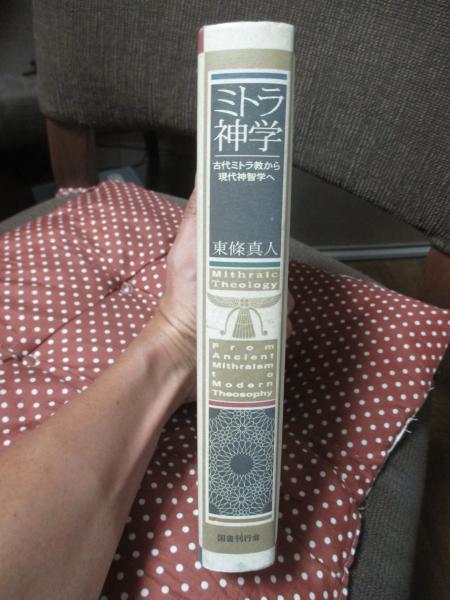 ミトラ
神学
古代ミトラ教から
現代神智学へ
東條真人
Mithraic
Theology
From
Ancient
Mithraism
to
Modern
Theosophy
国書刊行会